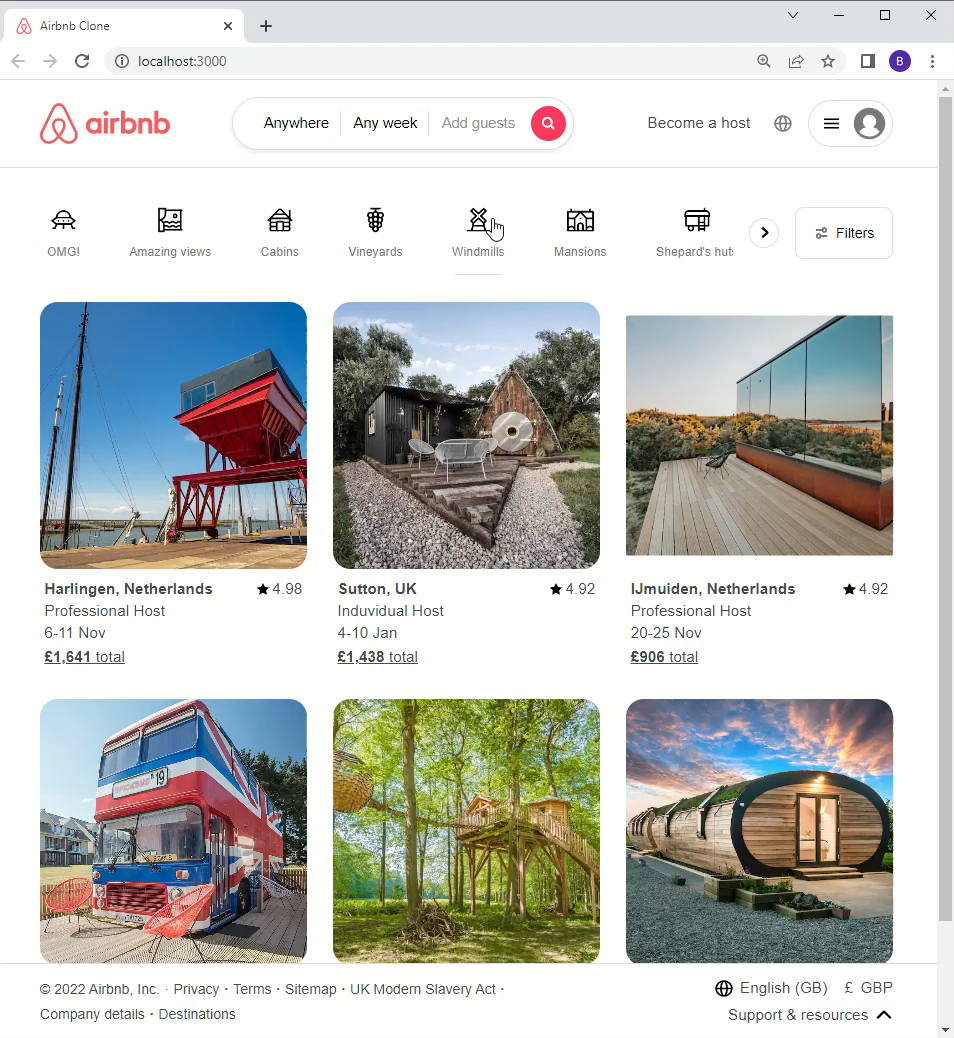 Airbnb Clone
localhost:3000
B
airbnb
Anywhere
Any week
Add guests
Become a host
OMG!
Amazing views
Cabins
Vineyards
Windmills
Mansions
Shepard's huts
Filters
Harlingen, Netherlands
4.98
Professional Host
6-11 Nov
£1,641 total
Sutton, UK
4.92
Induvidual Host
4-10 Jan
£1,438 total
IJmuiden, Netherlands
4.92
Professional Host
20-25 Nov
£906 total
19
© 2022 Airbnb, Inc. · Privacy · Terms · Sitemap · UK Modern Slavery Act ·
Company details · Destinations
English (GB) £ GBP
Support & resources